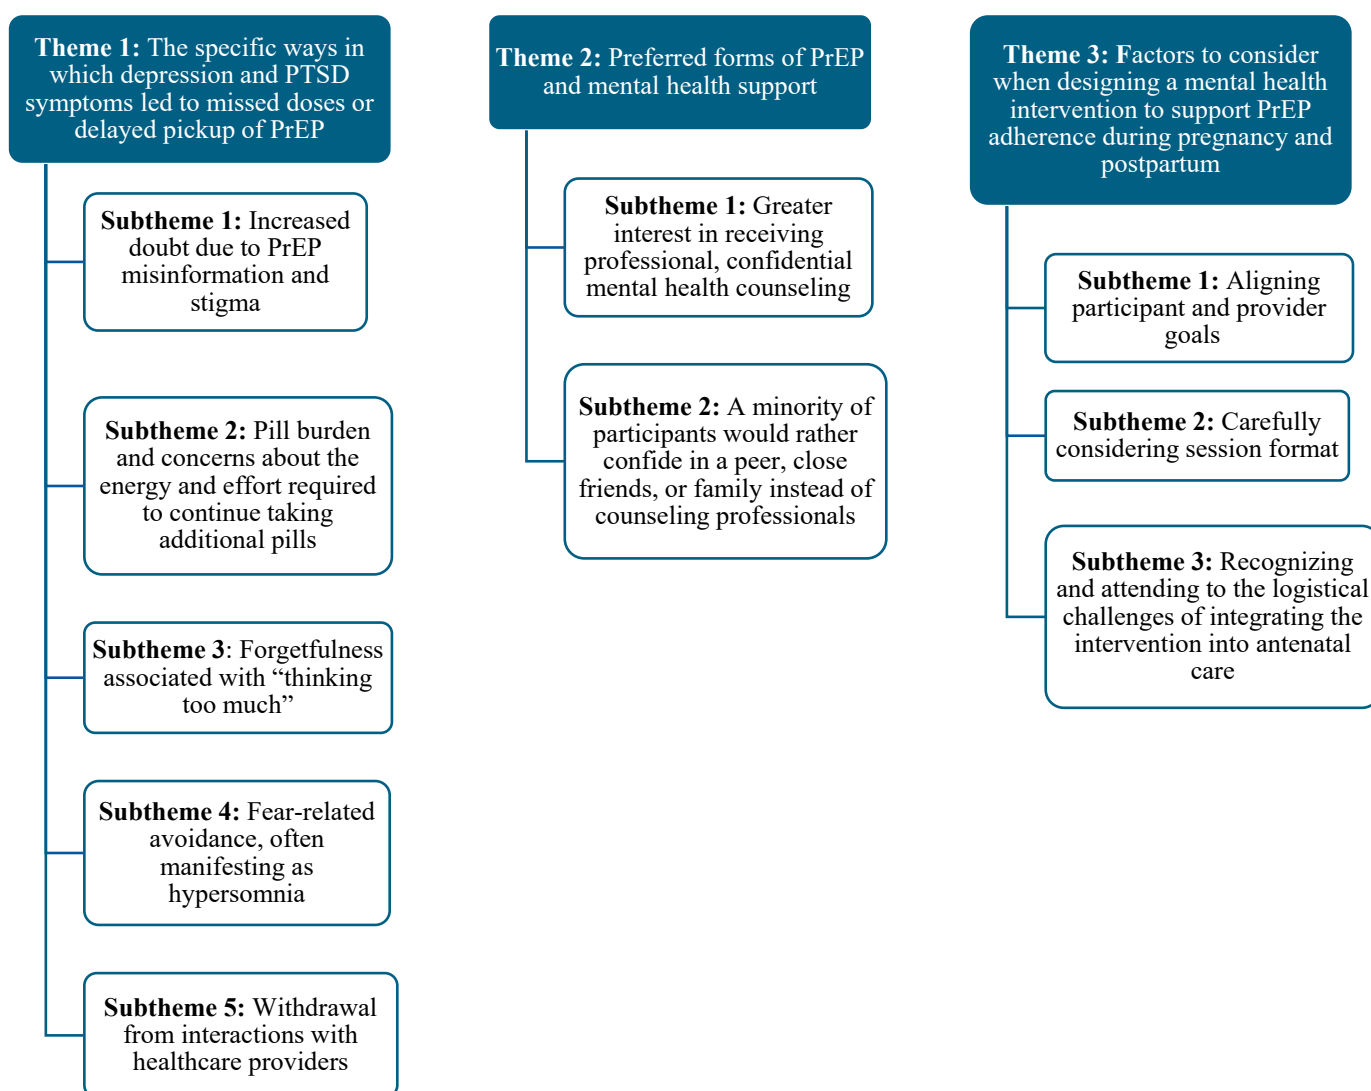 Theme 1: The specific ways in
which depression and PTSD
symptoms led to missed doses or
delayed pickup of PrEP
Subtheme 1: Increased
doubt due to PrEP
misinformation and
stigma
Subtheme 2: Pill burden
and concerns about the
energy and effort required
to continue taking
additional pills
Subtheme 3: Forgetfulness
associated with “thinking
too much”
Subtheme 4: Fear-related
avoidance, often
manifesting as
hypersomnia
Subtheme 5: Withdrawal
from interactions with
healthcare providers
Theme 2: Preferred forms of PrEP
and mental health support
Subtheme 1: Greater
interest in receiving
professional, confidential
mental health counseling
Subtheme 2: A minority of
participants would rather
confide in a peer, close
friends, or family instead of
counseling professionals
Theme 3: Factors to consider
when designing a mental health
intervention to support PrEP
adherence during pregnancy and
postpartum
Subtheme 1: Aligning
participant and provider
goals
Subtheme 2: Carefully
considering session format
Subtheme 3: Recognizing
and attending to the logistical
challenges of integrating the
intervention into antenatal
care